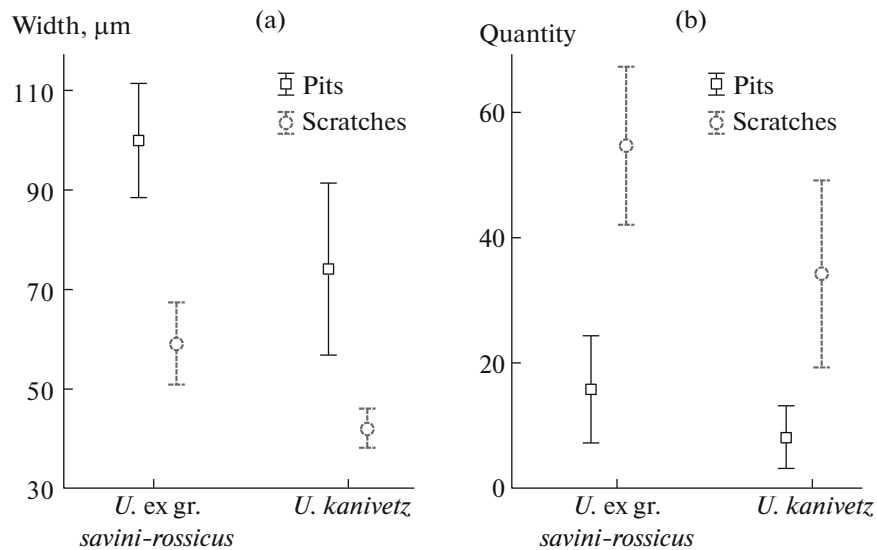 Width, μm
(a)
110
90
70
50
30
Pits
Scratches
U. ex gr.
savini-rossicus
U. kanivetz
Quantity
(b)
60
40
20
0
Pits
Scratches
U. ex gr.
savini-rossicus
U. kanivetz